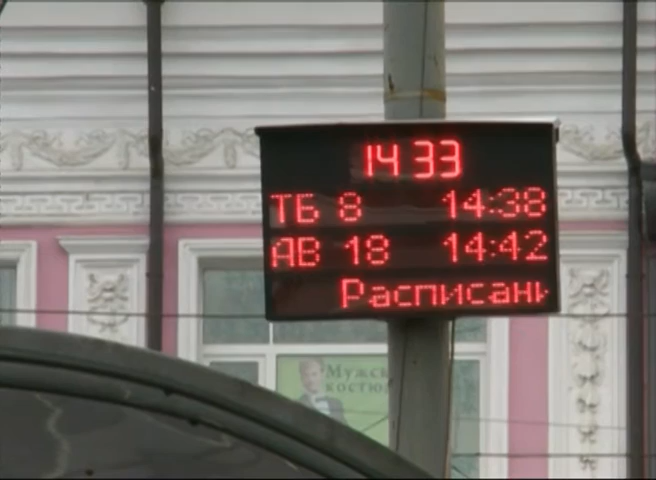 14 33
ТБ 8 14:38
АВ 18 14:42
Расписани
Мужск
костю